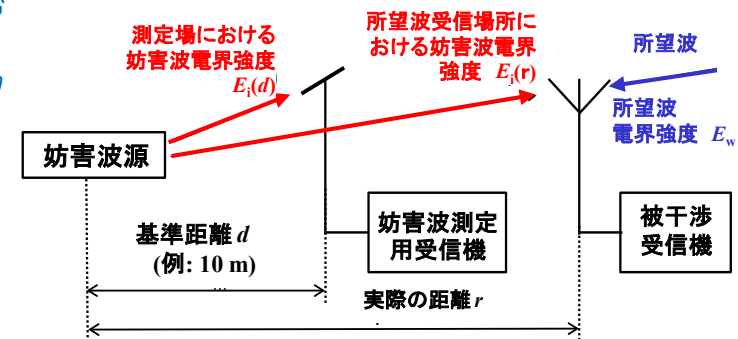 測定場における
妨害波電界強度
Ei(d)
所望波受信場所に
おける妨害波電界
強度 Ei(r)
所望波
所望波
電界強度 Ew
妨害波源
基準距離 d
(例: 10 m)
妨害波測定
用受信機
被干渉
受信機
実際の距離 r